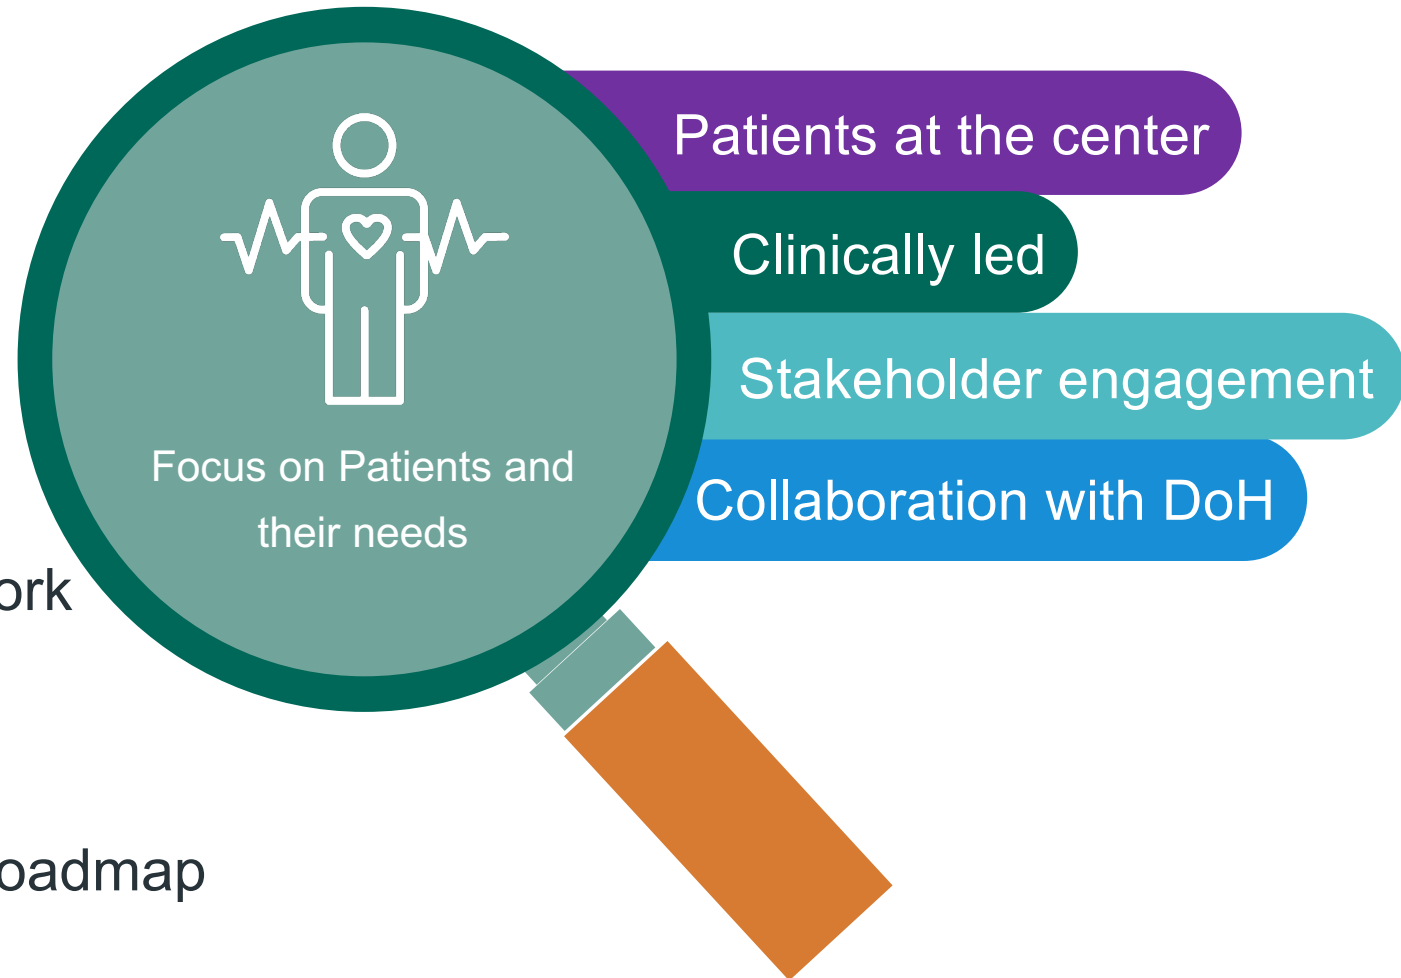 Patients at the center
Clinically led
Stakeholder engagement
Collaboration with DoH
Focus on Patients and
their needs
ork
oadmap